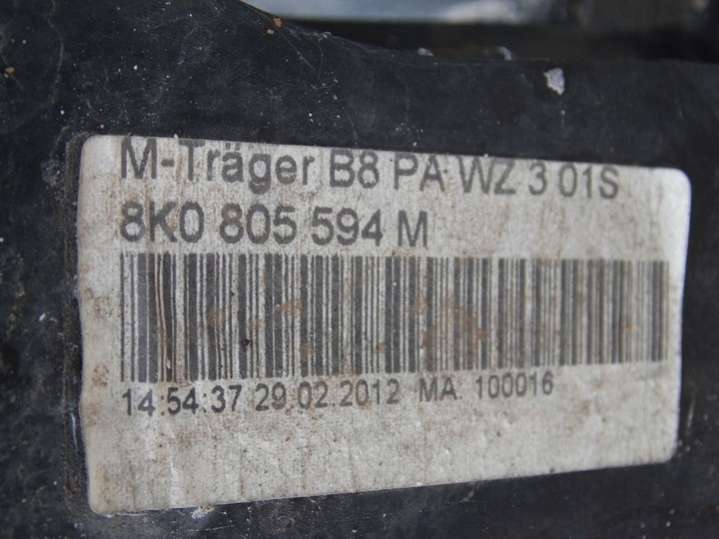 M-Träger B8 PA WZ 3 01S
8K0 805 594 M
14:54:37 29.02.2012 MA. 100016